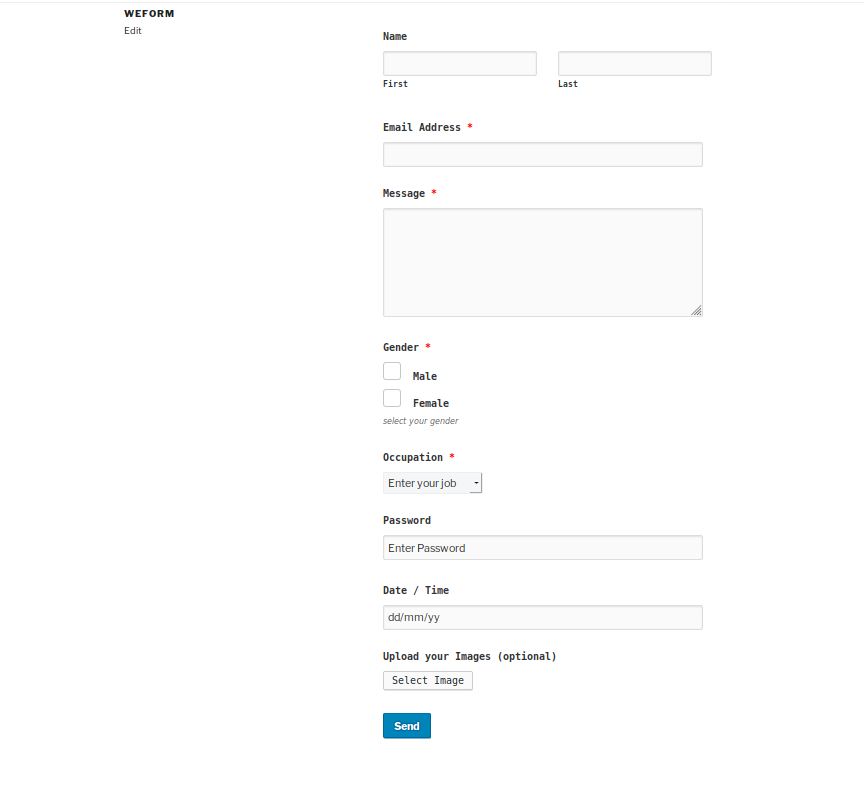 WEFORM
Edit
Name
First Last
Email Address *
Message *
Gender *
Male
Female
select your gender
Occupation *
Enter your job
Password
Enter Password
Date / Time
dd/mm/yy
Upload your Images (optional)
Select Image
Send